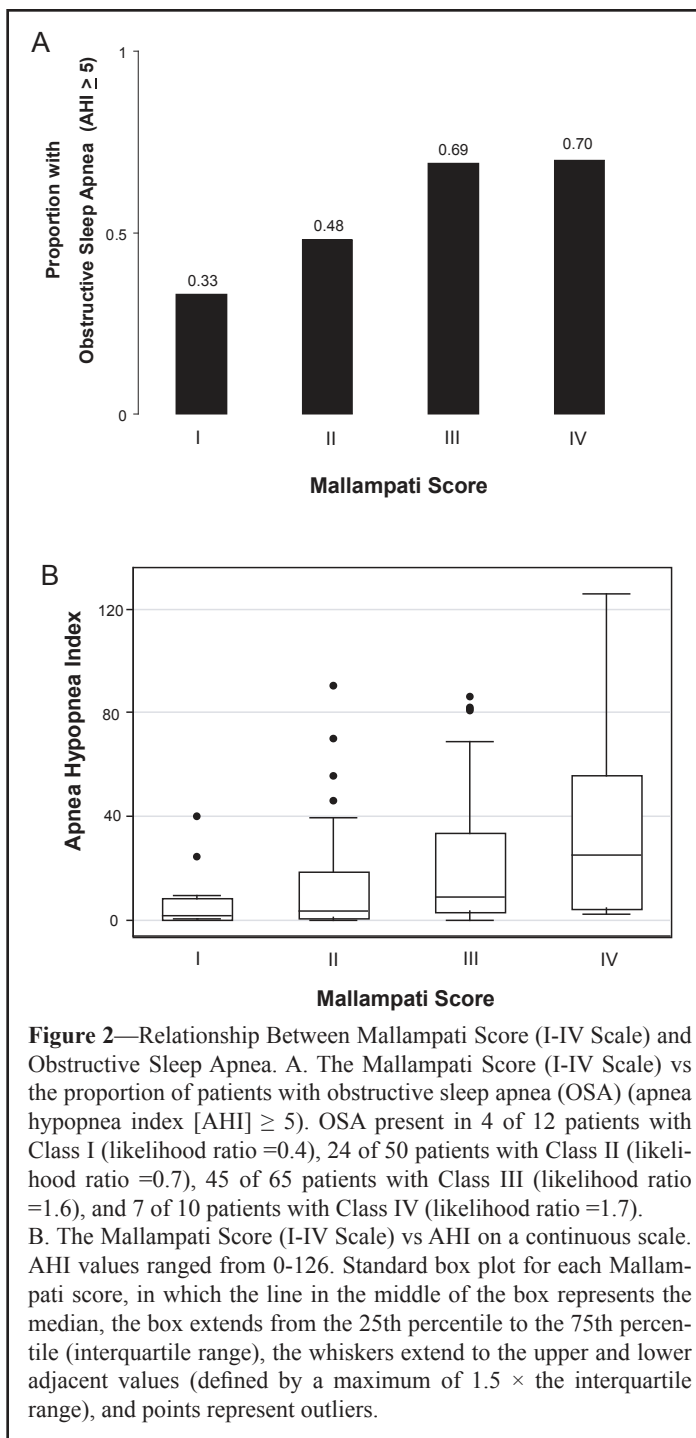 A
1
0.5
0
Proportion with
Obstructive Sleep Apnea (AHI ≥ 5)
0.33
0.48
0.69
0.70
I
II
III
IV
Mallampati Score
B
Apnea Hypopnea Index
120
80
40
0
I
II
III
IV
Mallampati Score
Figure 2—Relationship Between Mallampati Score (I-IV Scale) and
Obstructive Sleep Apnea. A. The Mallampati Score (I-IV Scale) vs
the proportion of patients with obstructive sleep apnea (OSA) (apnea
hypopnea index [AHI] ≥ 5). OSA present in 4 of 12 patients with
Class I (likelihood ratio =0.4), 24 of 50 patients with Class II (likeli-
hood ratio =0.7), 45 of 65 patients with Class III (likelihood ratio
=1.6), and 7 of 10 patients with Class IV (likelihood ratio =1.7).
B. The Mallampati Score (I-IV Scale) vs AHI on a continuous scale.
AHI values ranged from 0-126. Standard box plot for each Mallam-
pati score, in which the line in the middle of the box represents the
median, the box extends from the 25th percentile to the 75th percen-
tile (interquartile range), the whiskers extend to the upper and lower
adjacent values (defined by a maximum of 1.5 × the interquartile
range), and points represent outliers.